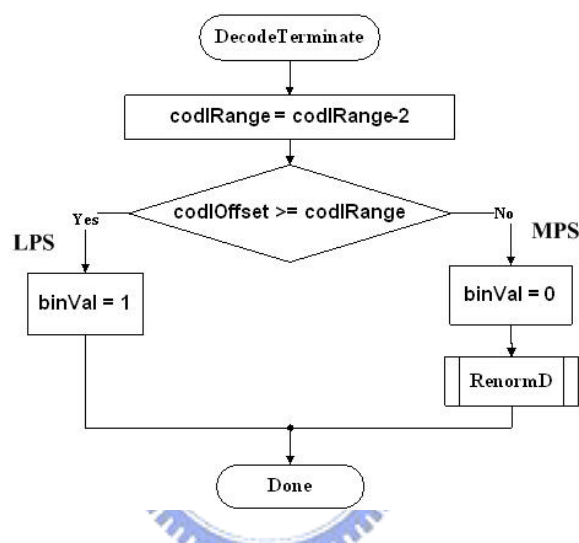 DecodeTerminate
codIRange = codIRange-2
codIOffset >= codIRange
Yes
No
LPS
MPS
binVal = 1
binVal = 0
RenormD
Done